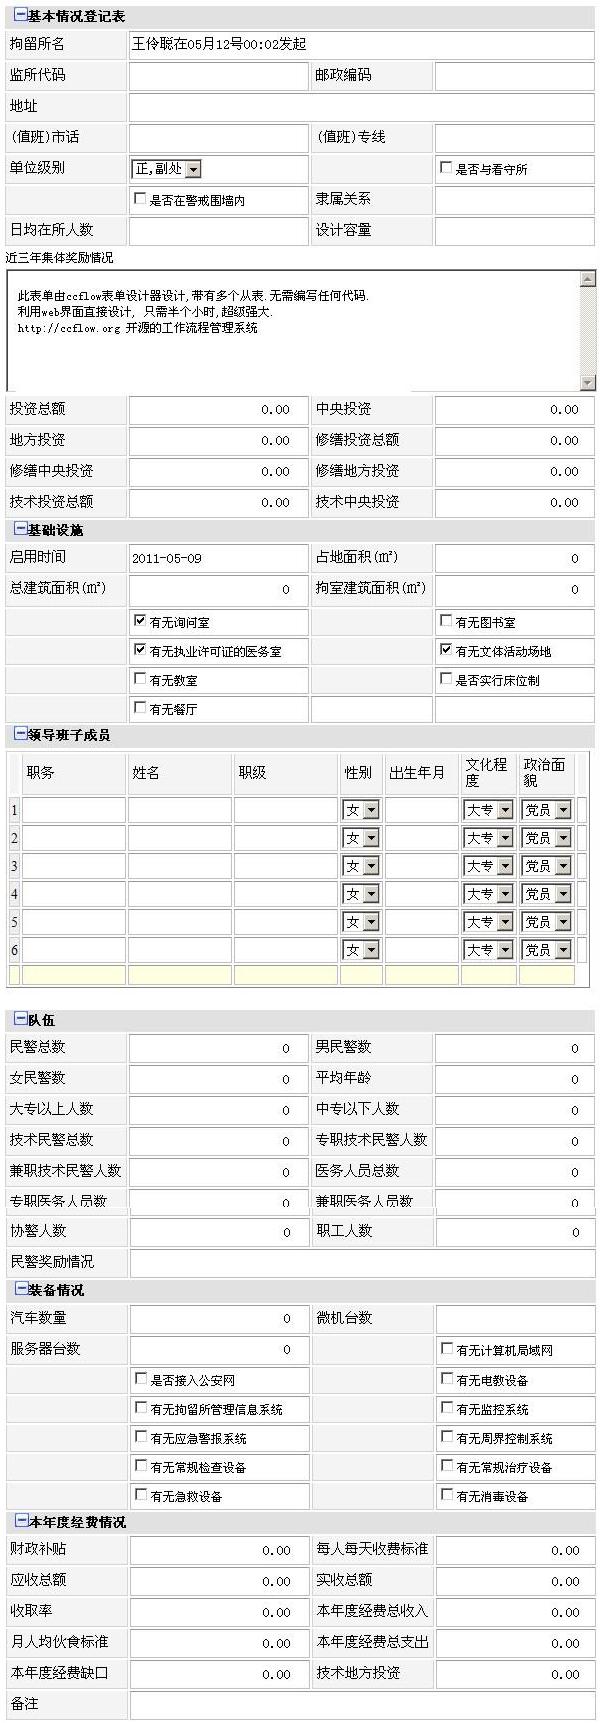 基本情况登记表
拘留所名 王伶聪在05月12号00:02发起
监所代码 邮政编码
地址
(值班)市话 (值班)专线
单位级别 正,副处 是否与看守所
是否在警戒围墙内 隶属关系
日均在所人数 设计容量
近三年集体奖励情况
此表单由ccflow表单设计器设计,带有多个从表.无需编写任何代码.
利用web界面直接设计, 只需半个小时,超级强大.
http://ccflow.org 开源的工作流程管理系统
投资总额 0.00 中央投资 0.00
地方投资 0.00 修缮投资总额 0.00
修缮中央投资 0.00 修缮地方投资 0.00
技术投资总额 0.00 技术中央投资 0.00
基础设施
启用时间 2011-05-09 占地面积(㎡) 0
总建筑面积(㎡) 0 拘室建筑面积(㎡) 0
有无询问室 有无图书室
有无执业许可证的医务室 有无文体活动场地
有无教室 是否实行床位制
有无餐厅
领导班子成员
职务 姓名 职级 性别 出生年月 文化程度 政治面貌
1 女 大专 党员
2 女 大专 党员
3 女 大专 党员
4 女 大专 党员
5 女 大专 党员
6 女 大专 党员
队伍
民警总数 0 男民警数 0
女民警数 0 平均年龄 0
大专以上人数 0 中专以下人数 0
技术民警总数 0 专职技术民警人数 0
兼职技术民警人数 0 医务人员总数 0
专职医务人员数 0 兼职医务人员数 0
协警人数 0 职工人数 0
民警奖励情况
装备情况
汽车数量 0 微机台数
服务器台数 0 有无计算机局域网
是否接入公安网 有无电教设备
有无拘留所管理信息系统 有无监控系统
有无应急警报系统 有无周界控制系统
有无常规检查设备 有无常规治疗设备
有无急救设备 有无消毒设备
本年度经费情况
财政补贴 0.00 每人每天收费标准 0.00
应收总额 0.00 实收总额 0.00
收取率 0.00 本年度经费总收入 0.00
月人均伙食标准 0.00 本年度经费总支出 0.00
本年度经费缺口 0.00 技术地方投资 0.00
备注